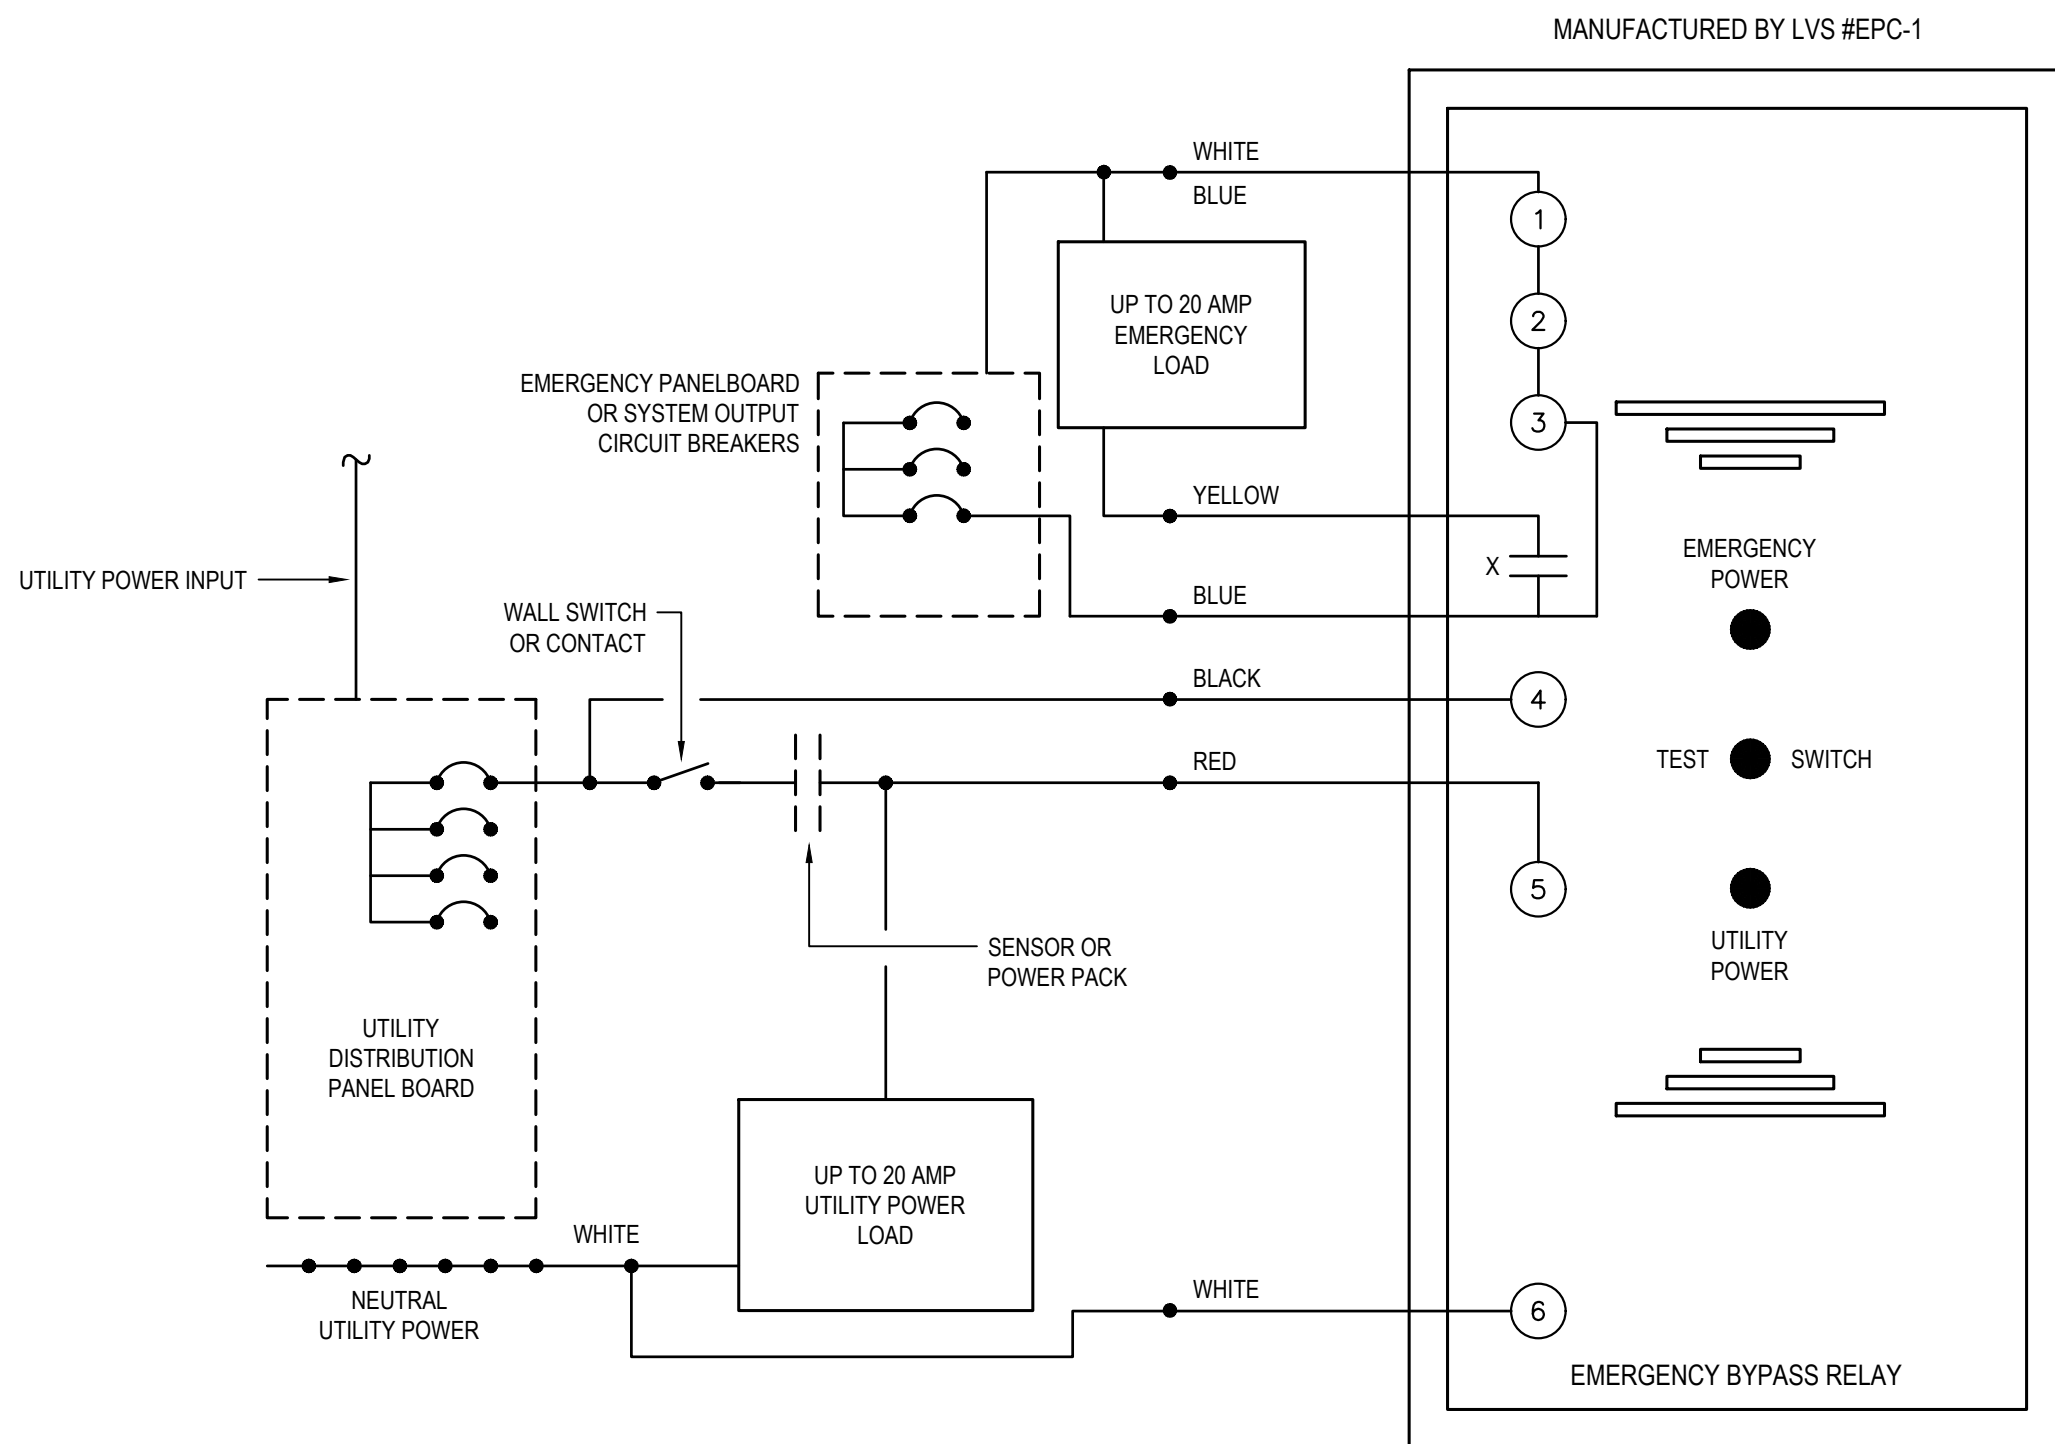 MANUFACTURED BY LVS #EPC-1
WHITE
BLUE
1
UP TO 20 AMP
EMERGENCY
LOAD
2
3
EMERGENCY PANELBOARD
OR SYSTEM OUTPUT
CIRCUIT BREAKERS
YELLOW
X
EMERGENCY
POWER
UTILITY POWER INPUT
WALL SWITCH
OR CONTACT
BLUE
BLACK
4
RED
TEST
SWITCH
5
SENSOR OR
POWER PACK
UTILITY
POWER
UTILITY
DISTRIBUTION
PANEL BOARD
UP TO 20 AMP
UTILITY POWER
LOAD
WHITE
NEUTRAL
UTILITY POWER
WHITE
6
EMERGENCY BYPASS RELAY